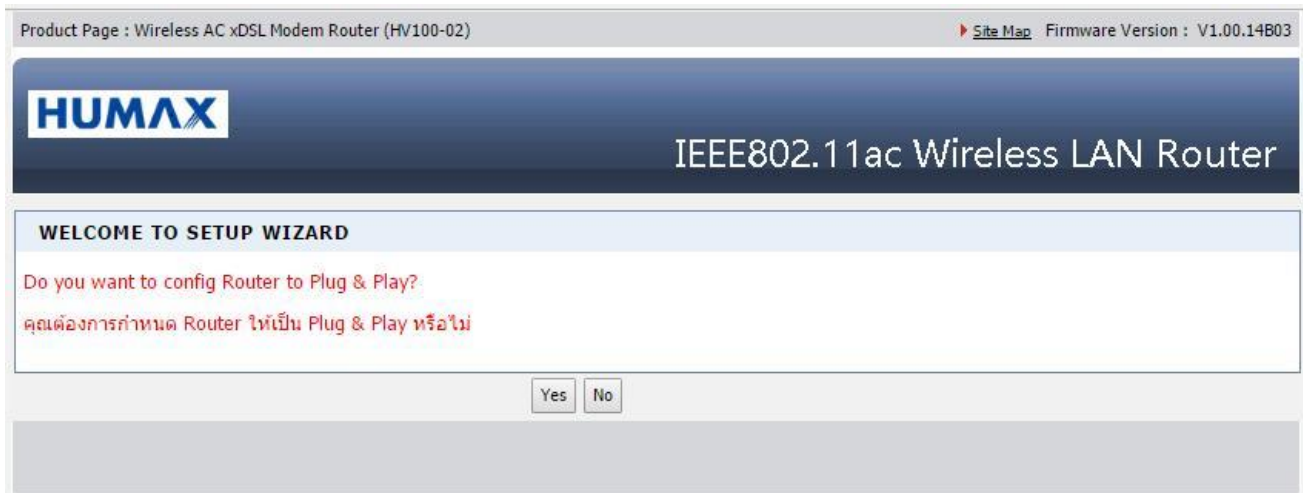 Product Page : Wireless AC xDSL Modem Router (HV100-02) Site Map Firmware Version : V1.00.14B03
HUMAX
IEEE802.11ac Wireless LAN Router
WELCOME TO SETUP WIZARD
Do you want to config Router to Plug & Play?
คุณต้องการกำหนด Router ให้เป็น Plug & Play หรือไม่
Yes No